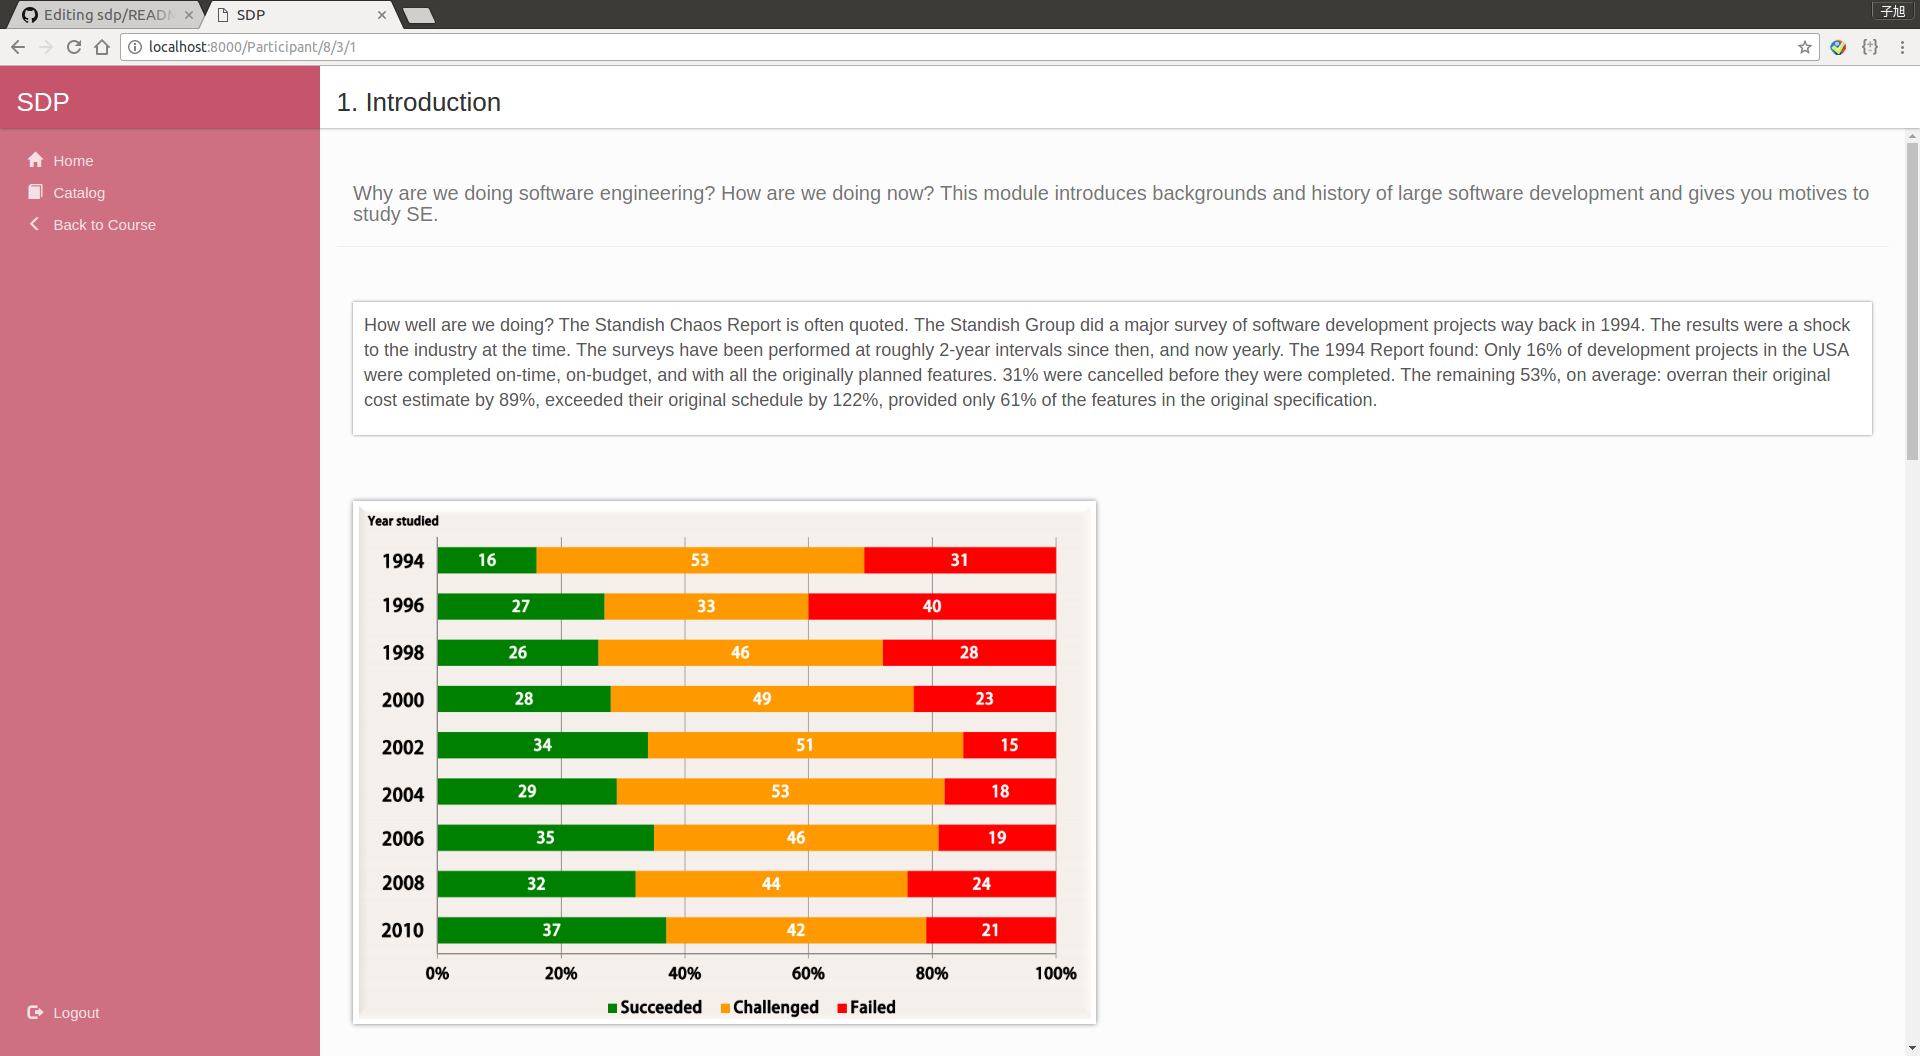 Editing sdp/READM
SDP
子旭
localhost:8000/Participant/8/3/1
SDP
1. Introduction
Home
Catalog
Back to Course
Why are we doing software engineering? How are we doing now? This module introduces backgrounds and history of large software development and gives you motives to
study SE.
How well are we doing? The Standish Chaos Report is often quoted. The Standish Group did a major survey of software development projects way back in 1994. The results were a shock
to the industry at the time. The surveys have been performed at roughly 2-year intervals since then, and now yearly. The 1994 Report found: Only 16% of development projects in the USA
were completed on-time, on-budget, and with all the originally planned features. 31% were cancelled before they were completed. The remaining 53%, on average: overran their original
cost estimate by 89%, exceeded their original schedule by 122%, provided only 61% of the features in the original specification.
Year studied
1994 16 53 31
1996 27 33 40
1998 26 46 28
2000 28 49 23
2002 34 51 15
2004 29 53 18
2006 35 46 19
2008 32 44 24
2010 37 42 21
0% 20% 40% 60% 80% 100%
Succeeded Challenged Failed
Logout